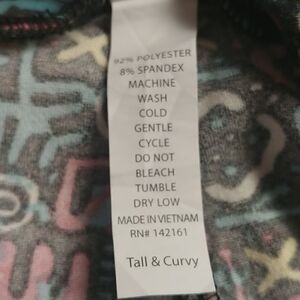 92% POLYESTER
8% SPANDEX
MACHINE
WASH
COLD
GENTLE
CYCLE
DO NOT
BLEACH
TUMBLE
DRY LOW
MADE IN VIETNAM
RN# 142161
Tall & Curvy